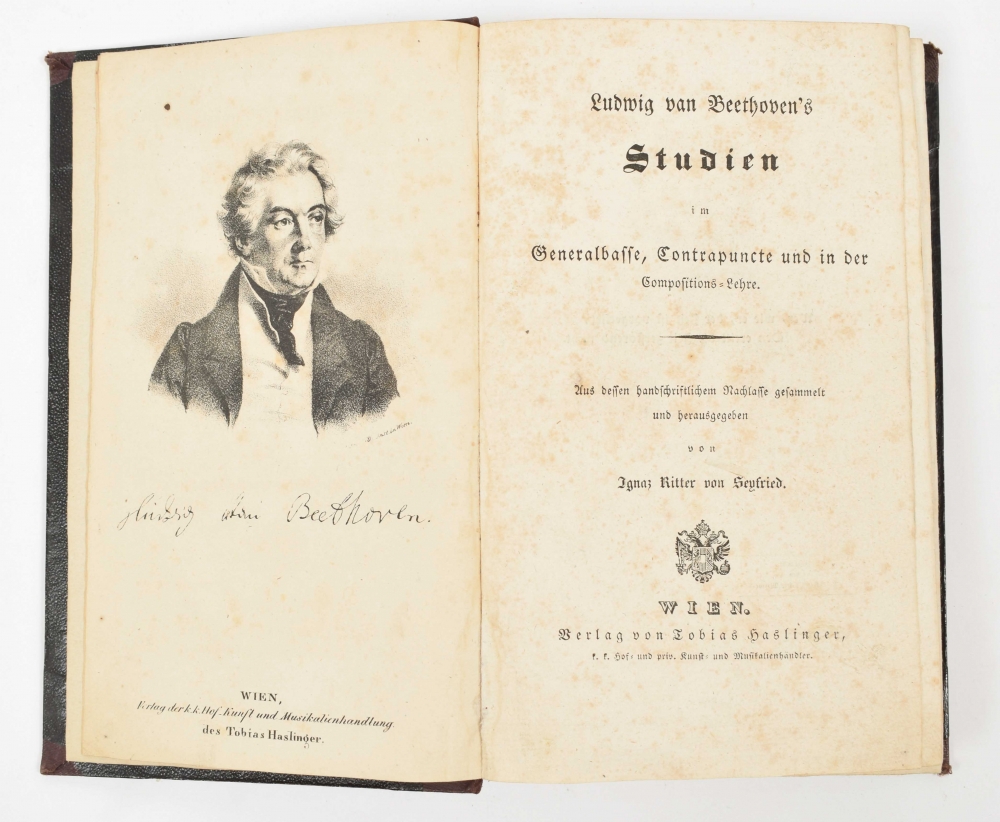 Ludwig van Beethoven.
WIEN,
Verlag der k.k. Hof-Kunst und Musikalienhandlung
des Tobias Haslinger.
Ludwig van Beethoven's
Studien
im
Generalbasse, Contrapuncte und in der
Compositions-Lehre.
Aus dessen handschriftlichem Nachlasse gesammelt
und herausgegeben
von
Ignaz Ritter von Seyfried.
WIEN.
Verlag von Tobias Haslinger,
k. k. Hof- und priv. Kunst- und Musikalienhändler.